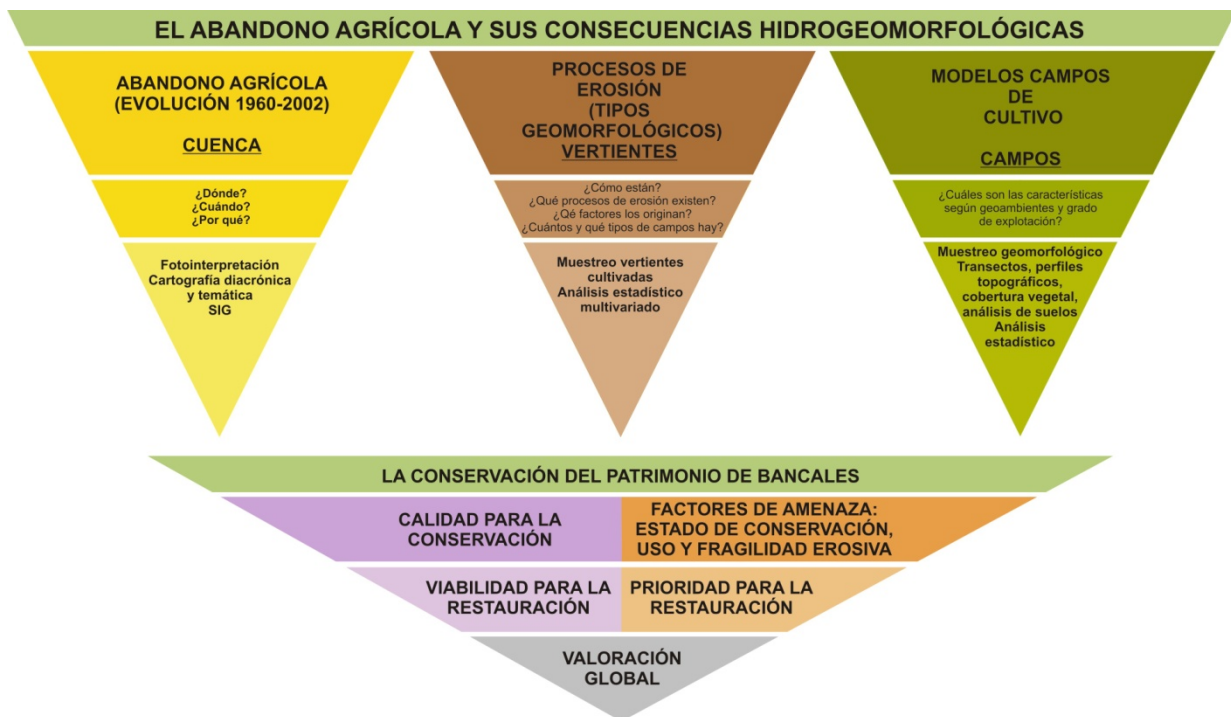 EL ABANDONO AGRÍCOLA Y SUS CONSECUENCIAS HIDROGEOMORFOLÓGICAS
ABANDONO AGRÍCOLA
(EVOLUCIÓN 1960-2002)
CUENCA
¿Dónde?
¿Cuándo?
¿Por qué?
Fotointerpretación
Cartografía diacrónica
y temática
SIG
PROCESOS DE
EROSIÓN
(TIPOS
GEOMORFOLÓGICOS)
VERTIENTES
¿Cómo están?
¿Qué procesos de erosión existen?
¿Qé factores los originan?
¿Cuántos y qué tipos de campos hay?
Muestreo vertientes
cultivadas
Análisis estadístico
multivariado
MODELOS CAMPOS
DE
CULTIVO
CAMPOS
¿Cuáles son las características
según geoambientes y grado
de explotación?
Muestreo geomorfológico
Transectos, perfiles
topográficos,
cobertura vegetal,
análisis de suelos
Análisis
estadístico
LA CONSERVACIÓN DEL PATRIMONIO DE BANCALES
CALIDAD PARA LA
CONSERVACIÓN
FACTORES DE AMENAZA:
ESTADO DE CONSERVACIÓN,
USO Y FRAGILIDAD EROSIVA
VIABILIDAD PARA LA
RESTAURACIÓN
PRIORIDAD PARA LA
RESTAURACIÓN
VALORACIÓN
GLOBAL